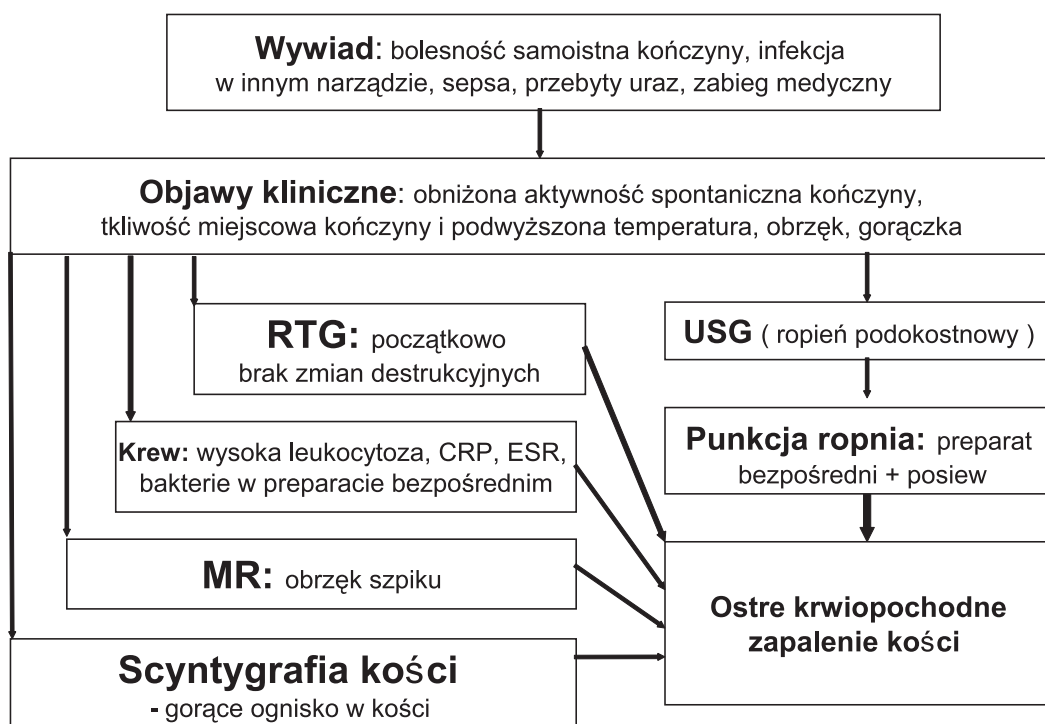 Wywiad: bolesność samoistna kończyny, infekcja
w innym narządzie, sepsa, przebyty uraz, zabieg medyczny
Objawy kliniczne: obniżona aktywność spontaniczna kończyny,
tkliwość miejscowa kończyny i podwyższona temperatura, obrzęk, gorączka
RTG: początkowo
brak zmian destrukcyjnych
USG ( ropień podokostnowy )
Krew: wysoka leukocytoza, CRP, ESR,
bakterie w preparacie bezpośrednim
Punkcja ropnia: preparat
bezpośredni + posiew
MR: obrzęk szpiku
Ostre krwiopochodne
zapalenie kości
Scyntygrafia kości
- gorące ognisko w kości